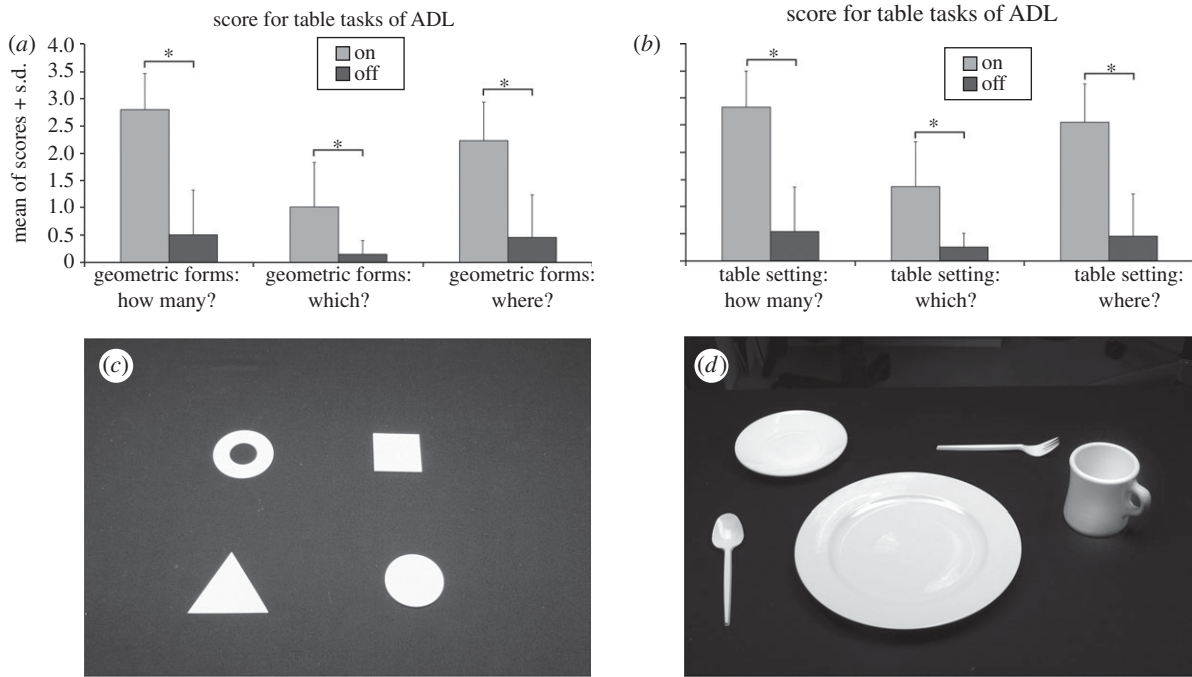 score for table tasks of ADL
(a)
mean of scores + s.d.
4.0
3.5
3.0
2.5
2.0
1.5
1.0
0.5
0
on
off
*
*
*
geometric forms:
how many?
geometric forms:
which?
geometric forms:
where?
score for table tasks of ADL
(b)
on
off
*
*
*
table setting:
how many?
table setting:
which?
table setting:
where?
(c)
(d)